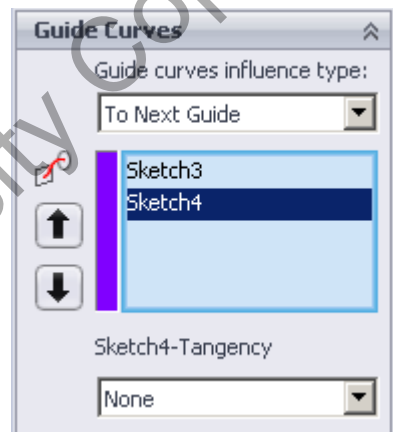 Guide Curves
Guide curves influence type:
To Next Guide
Sketch3
Sketch4
Sketch4-Tangency
None